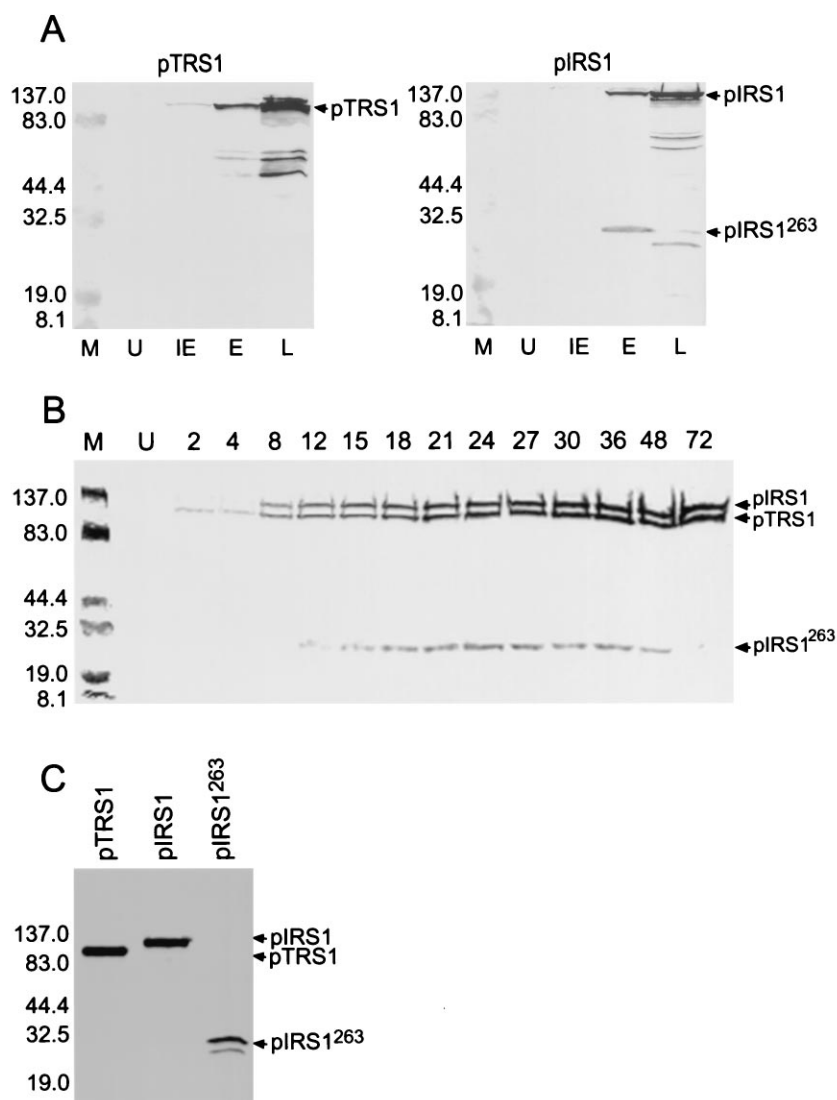 A
pTRS1
137.0
83.0
44.4
32.5
19.0
8.1
pTRS1
M U IE E L
pIRS1
137.0
83.0
44.4
32.5
19.0
8.1
pIRS1
pIRS1²⁶³
M U IE E L
B
M U 2 4 8 12 15 18 21 24 27 30 36 48 72
137.0
83.0
44.4
32.5
19.0
8.1
pIRS1
pTRS1
pIRS1²⁶³
C
pTRS1
pIRS1
pIRS1²⁶³
137.0
83.0
44.4
32.5
19.0
pIRS1
pTRS1
pIRS1²⁶³